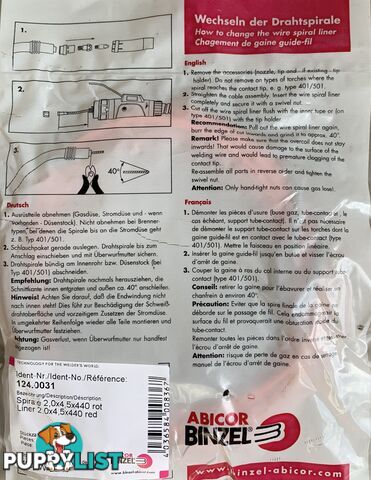 Wechseln der Drahtspirale
How to change the wire spiral liner
Chagement de gaine guide-fil
1.
2.
3.
40°
English
1. Remove the accessories (nozzle, tip and - if existing - tip
holder). Do not remove on types of torches where the
spiral reaches the contact tip, e.g. type 401/501.
2. Straighten the cable assembly. Insert the wire spiral liner
completely and secure it with a swivel nut.
3. Cut off the wire spiral liner flush with the inner tube or (on
type 401/501) with the tip holder
Recommendation: Pull out the wire spiral liner again,
burr the edge of outwards and grind it to approx. 40°.
Remark! Please make sure that the overcoil does not stay
inwards! That would cause damage to the surface of the
welding wire and would lead to premature clogging of the
contact tip.
Re-assemble all parts in reverse order and tighten the
swivel nut.
Attention: Only handtight nuts can cause gas loss!
Deutsch
1. Ausrüsteile abnehmen (Gasdüse, Stromdüse und - wenn
vorhanden - Düsenstock). Nicht abnehmen bei Brenner-
typen, bei denen die Spirale bis an die Stromdüse geht
z. B. Typ 401/501.
2. Schlauchpaket gerade auslegen. Drahtspirale bis zum
Anschlag einschieben und mit Überwurfmutter sichern.
3. Drahtspirale bündig am Innenrohr bzw. Düsenstock (bei
Typ 401/501) abschneiden.
Empfehlung: Drahtspirale nochmals herausziehen, die
Schnittkante innen entgraten und außen ca. 40° anschleifen.
Hinweis! Achten Sie darauf, daß die Endwindung nicht
nach innen steht! Dies führt zur Beschädigung der Schweiß-
drahtoberfläche und vorzeitigem Zusetzen der Stromdüse.
In umgekehrter Reihenfolge wieder alle Teile montieren und
Überwurfmutter festziehen.
Achtung: Gasverlust, wenn Überwurfmutter nur handfest
angezogen!
Français
1. Démonter les pièces d'usure (buse gaz, tube-contact , le
cas échéant, support tube-contact). Il n'est pas nécessaire
de démonter le support tube-contact sur les torches dont la
gaine guide-fil est en contact avec le tube-contact (type
401/501). Mettre le faisceau en position linéaire.
2. Insérer la gaine guide-fil jusqu'en butue et visser l'écrou
d'arrêt de gaine.
3. Couper la gaine à ras du col interne au du support tube-
contact (type 401/501).
Conseil: retirer la gaine pour l'ébavurer et réaliser un
chanfrein à environ 40°.
Précaution: Eviter que la spire finale de la gaine ne
déborde sur le passage de fil. Cela endommagerait la
surface du fil et provoquerait une obturation du
tube-contact.
Remonter toutes les pièces dans l'ordre inverse et visser
l'écrou d'arrêt de gaine.
Attention: risque de perte de gaz en cas de serrage
manuel de l'écrou d'arrêt.
TECHNOLOGY FOR THE WELDER'S WORLD.
Ident-Nr./Ident-No./Référence:
124.0031
Bezeichnung/Description/Description
Spirale 2,0x4,5x440 rot
Liner 2.0x4.5x440 red
4036584008367
ABICOR
BINZEL
www.binzel-abicor.com
PUPPYLIST